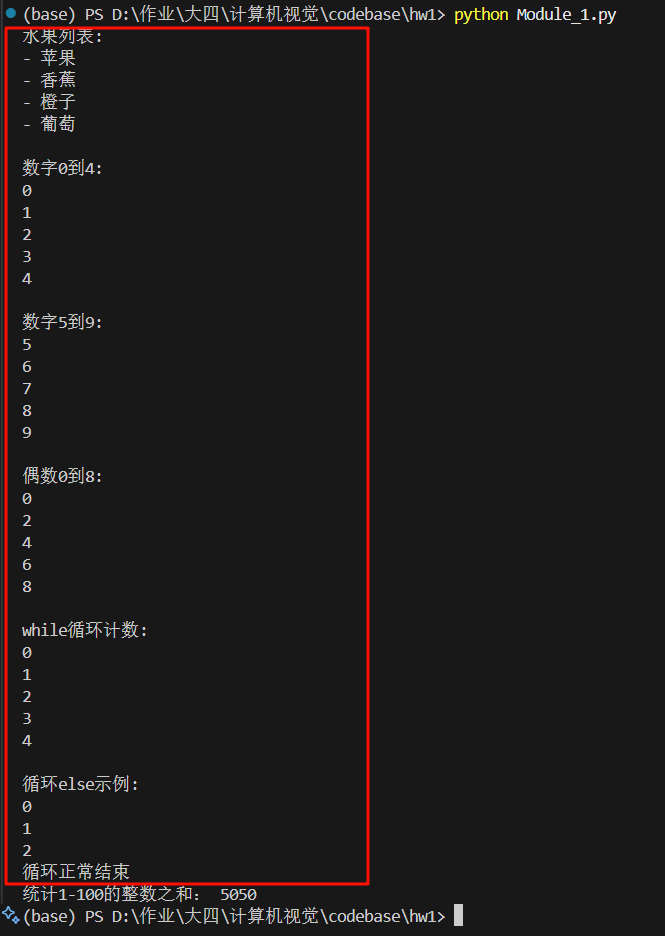 (base) PS D:\作业\大四\计算机视觉\codebase\hw1> python Module_1.py
水果列表:
- 苹果
- 香蕉
- 橙子
- 葡萄
数字0到4:
0
1
2
3
4
数字5到9:
5
6
7
8
9
偶数0到8:
0
2
4
6
8
while循环计数:
0
1
2
3
4
循环else示例:
0
1
2
循环正常结束
统计1-100的整数之和： 5050
(base) PS D:\作业\大四\计算机视觉\codebase\hw1>